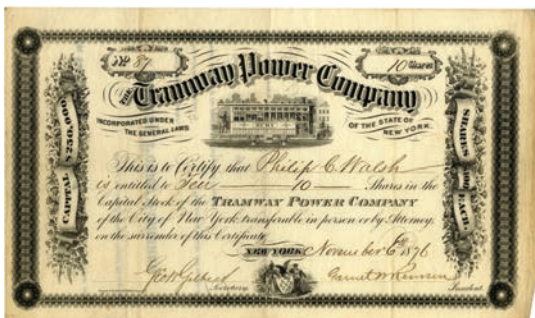 No 87
10 Shares
THE Tramway Power Company
INCORPORATED UNDER THE GENERAL LAWS
OF THE STATE OF NEW YORK.
CAPITAL $250,000
SHARES $100 EACH
This is to Certify that Philip C. Walsh
is entitled to Ten 10 Shares in the
Capital Stock of the TRAMWAY POWER COMPANY
of the City of New York transferable in person or by Attorney,
on the surrender of this Certificate
NEW YORK November 6th 1876
Secretary
President